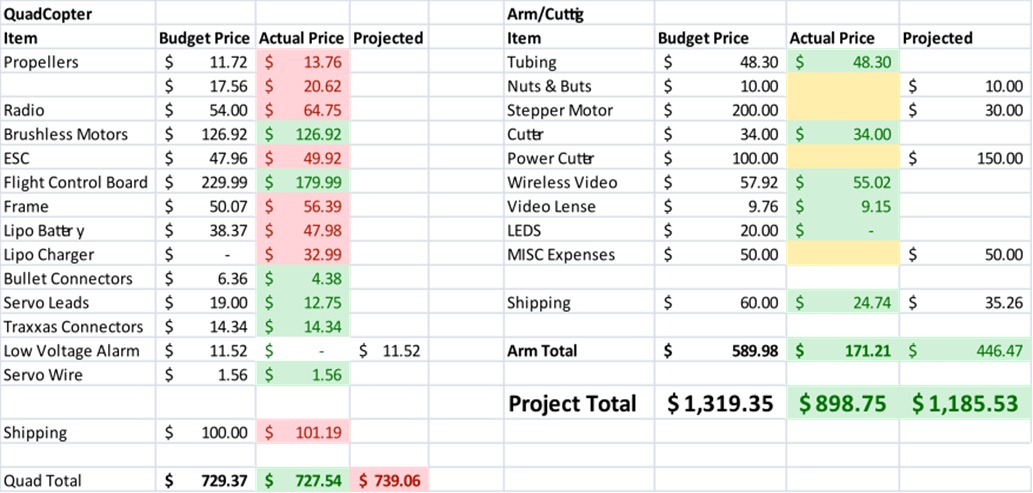 QuadCopter Arm/Cuttig
Item Budget Price Actual Price Projected Item Budget Price Actual Price Projected
Propellers $ 11.72 $ 13.76 Tubing $ 48.30 $ 48.30
$ 17.56 $ 20.62 Nuts & Buts $ 10.00 $ 10.00
Radio $ 54.00 $ 64.75 Stepper Motor $ 200.00 $ 30.00
Brushless Motors $ 126.92 $ 126.92 Cutter $ 34.00 $ 34.00
ESC $ 47.96 $ 49.92 Power Cutter $ 100.00 $ 150.00
Flight Control Board $ 229.99 $ 179.99 Wireless Video $ 57.92 $ 55.02
Frame $ 50.07 $ 56.39 Video Lense $ 9.76 $ 9.15
Lipo Battery $ 38.37 $ 47.98 LEDS $ 20.00 $ -
Lipo Charger $ - $ 32.99 MISC Expenses $ 50.00 $ 50.00
Bullet Connectors $ 6.36 $ 4.38
Servo Leads $ 19.00 $ 12.75 Shipping $ 60.00 $ 24.74 $ 35.26
Traxxas Connectors $ 14.34 $ 14.34
Low Voltage Alarm $ 11.52 $ - $ 11.52 Arm Total $ 589.98 $ 171.21 $ 446.47
Servo Wire $ 1.56 $ 1.56
Project Total $ 1,319.35 $ 898.75 $ 1,185.53
Shipping $ 100.00 $ 101.19
Quad Total $ 729.37 $ 727.54 $ 739.06